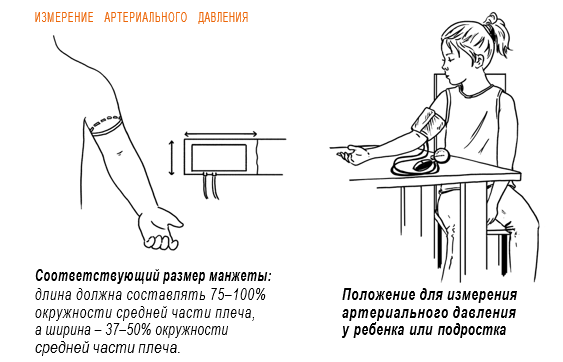 ИЗМЕРЕНИЕ АРТЕРИАЛЬНОГО ДАВЛЕНИЯ
Соответствующий размер манжеты:
длина должна составлять 75–100%
окружности средней части плеча,
а ширина – 37–50% окружности
средней части плеча.
Положение для измерения
артериального давления
у ребенка или подростка